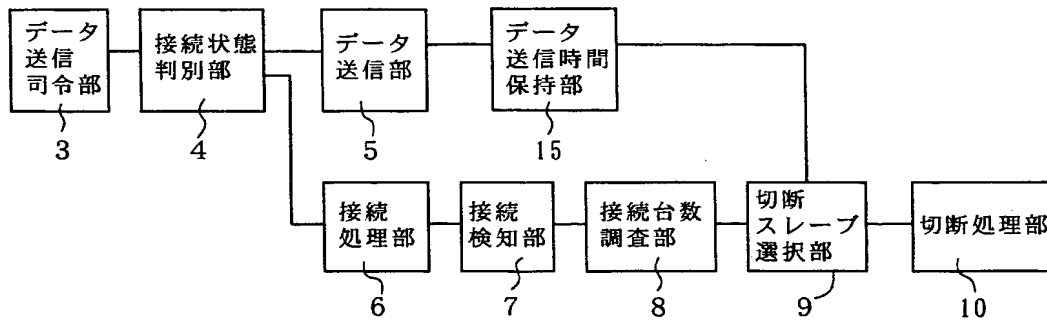 データ
送信
司令部
接続状態
判別部
データ
送信部
データ
送信時間
保持部
3
4
5
15
接続
処理部
接続
検知部
接続台数
調査部
切断
スレーブ
選択部
切断処理部
6
7
8
9
10